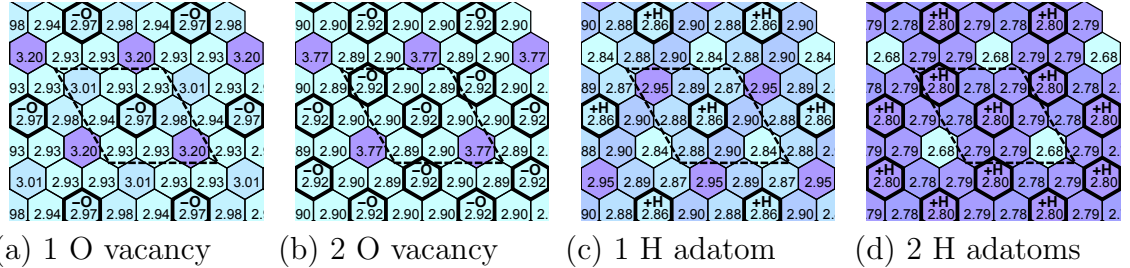 98 2.94 −O 2.97 2.98 2.94 −O 2.97 2.98
3.20 2.93 2.93 3.20 2.93 2.93 3.20
93 2.93 3.01 2.93 2.93 3.01 2.93 2.9
−O 2.97 2.98 2.94 −O 2.97 2.98 2.94 −O 2.97
93 2.93 3.20 2.93 2.93 3.20 2.93 2.9
3.01 2.93 2.93 3.01 2.93 2.93 3.01
98 2.94 −O 2.97 2.98 2.94 −O 2.97 2.98 2.9
(a) 1 O vacancy
90 2.90 −O 2.92 2.90 2.90 −O 2.92 2.90
3.77 2.89 2.90 3.77 2.89 2.90 3.77
89 2.90 −O 2.92 2.89 2.90 −O 2.92 2.89 2.
−O 2.92 2.90 2.90 −O 2.92 2.90 2.90 −O 2.92
90 2.90 3.77 2.89 2.90 3.77 2.89 2.9
−O 2.92 2.90 2.89 −O 2.92 2.90 2.89 −O 2.92
90 2.90 −O 2.92 2.90 2.90 −O 2.92 2.90 2.
(b) 2 O vacancy
90 2.88 +H 2.86 2.90 2.88 +H 2.86 2.90
2.84 2.88 2.90 2.84 2.88 2.90 2.84
89 2.87 2.95 2.89 2.87 2.95 2.89 2.8
+H 2.86 2.90 2.88 +H 2.86 2.90 2.88 +H 2.86
88 2.90 2.84 2.88 2.90 2.84 2.88 2.9
2.95 2.89 2.87 2.95 2.89 2.87 2.95
90 2.88 +H 2.86 2.90 2.88 +H 2.86 2.90 2.
(c) 1 H adatom
79 2.79 +H 2.80 2.78 2.79 +H 2.80 2.79
2.68 2.79 2.78 2.68 2.79 2.78 2.68
79 2.78 +H 2.80 2.79 2.78 +H 2.80 2.79 2.
+H 2.80 2.78 2.79 +H 2.80 2.78 2.79 +H 2.80
79 2.78 2.68 2.79 2.78 2.68 2.79 2.7
+H 2.80 2.78 2.79 +H 2.80 2.78 2.79 +H 2.80
79 2.79 +H 2.80 2.78 2.79 +H 2.80 2.78 2.
(d) 2 H adatoms